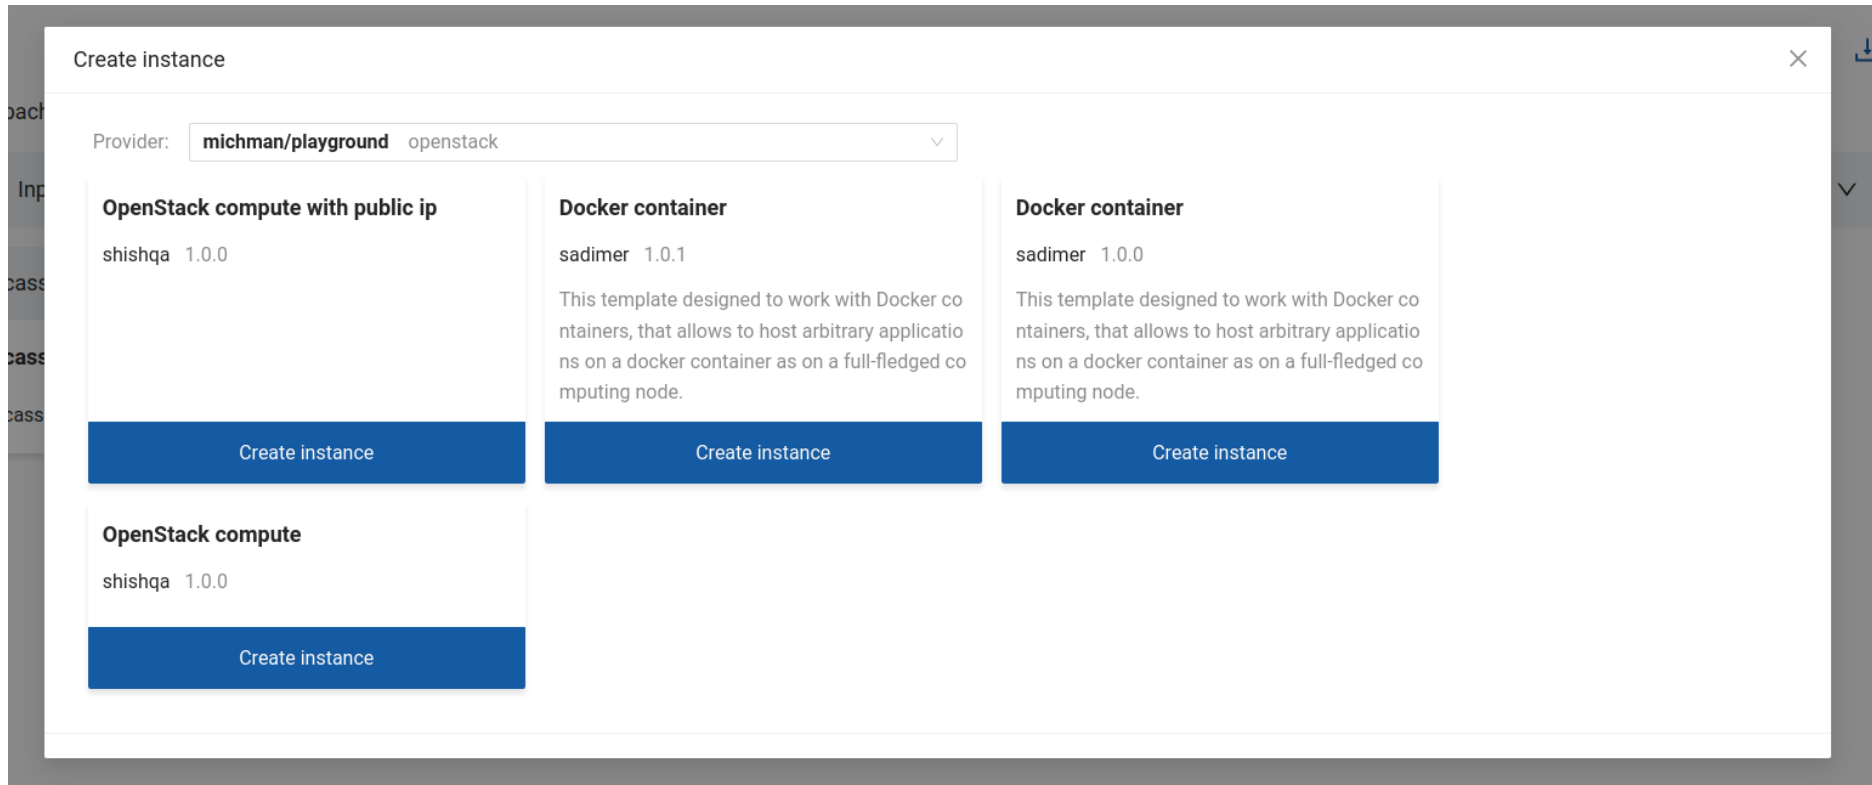 Create instance
Provider: michman/playground openstack
OpenStack compute with public ip
shishqa 1.0.0
Create instance
Docker container
sadimer 1.0.1
This template designed to work with Docker co
ntainers, that allows to host arbitrary applicatio
ns on a docker container as on a full-fledged co
mputing node.
Create instance
Docker container
sadimer 1.0.0
This template designed to work with Docker co
ntainers, that allows to host arbitrary applicatio
ns on a docker container as on a full-fledged co
mputing node.
Create instance
OpenStack compute
shishqa 1.0.0
Create instance
Inp
cass
cass
cass